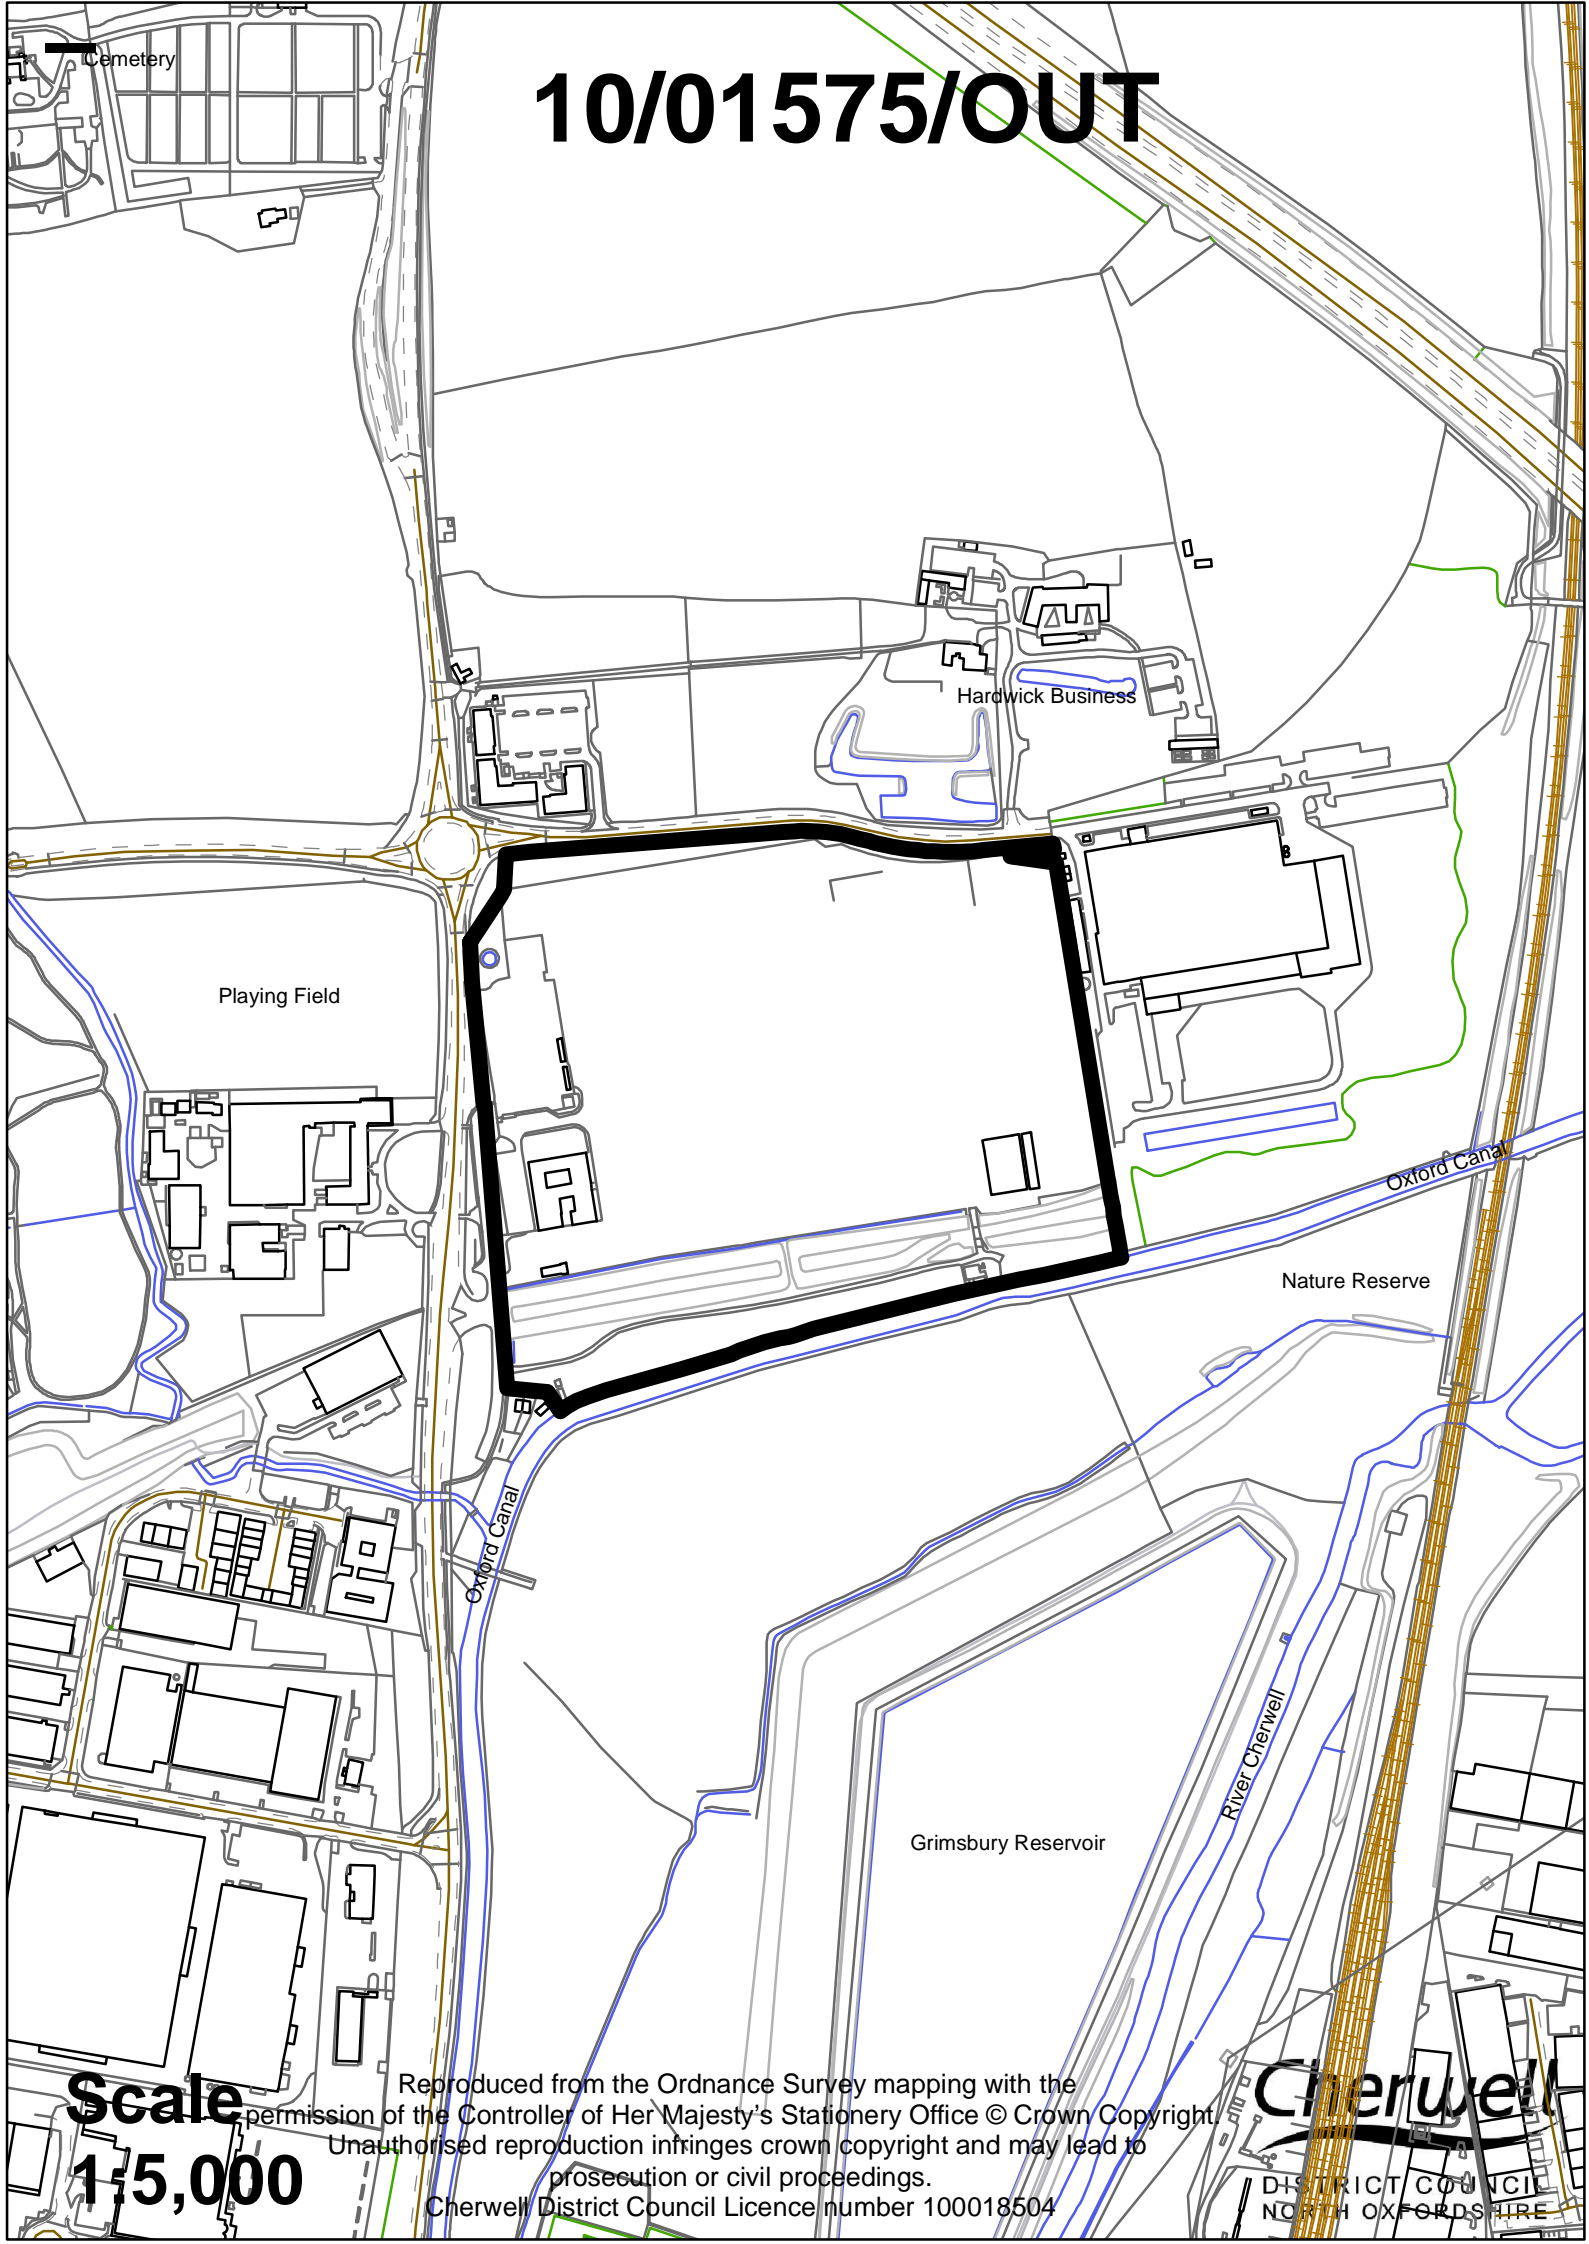 Cemetery
10/01575/OUT
Hardwick Business
Playing Field
Oxford Canal
Nature Reserve
Oxford Canal
River Cherwell
Grimsbury Reservoir
Scale
1:5,000
Reproduced from the Ordnance Survey mapping with the
permission of the Controller of Her Majesty's Stationery Office © Crown Copyright.
Unauthorised reproduction infringes crown copyright and may lead to
prosecution or civil proceedings.
Cherwell District Council Licence number 100018504
Cherwell
DISTRICT COUNCIL
NORTH OXFORDSHIRE